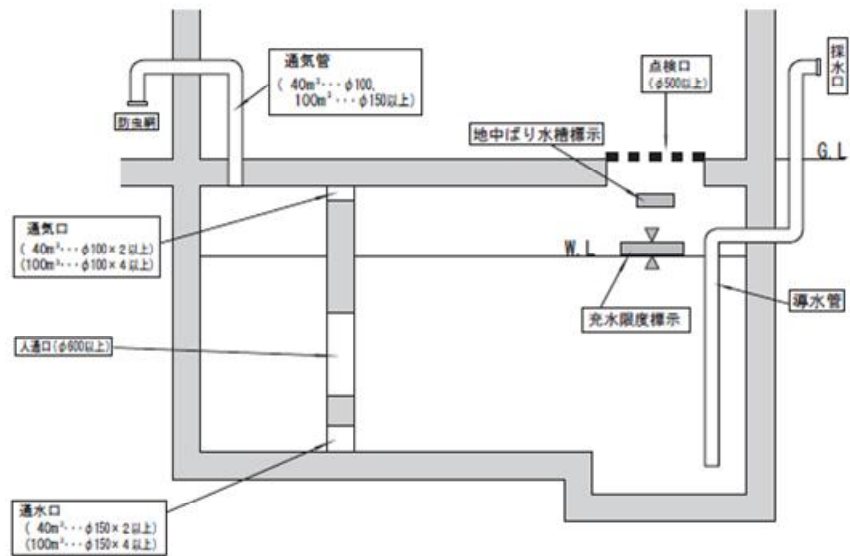 通気管
( 40m³･･･φ100,
100m³･･･φ150以上)
防虫網
点検口
(φ500以上)
採水口
地中ばり水槽標示
G.L
通気口
( 40m³･･･φ100×2以上)
(100m³･･･φ100×4以上)
W.L
充水限度標示
導水管
人通口(φ600以上)
通水口
( 40m³･･･φ150×2以上)
(100m³･･･φ150×4以上)